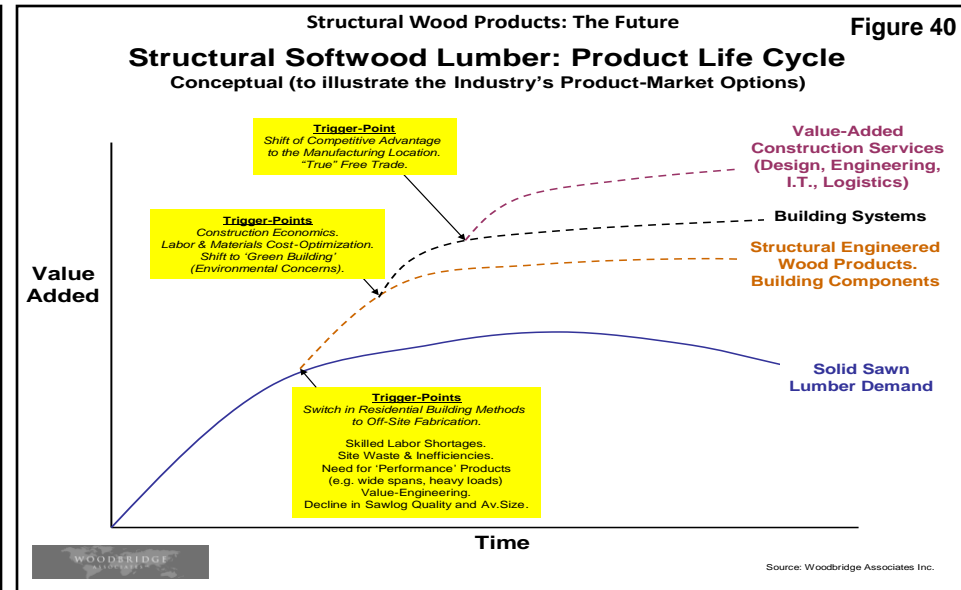 Structural Wood Products: The Future
Figure 40
Structural Softwood Lumber: Product Life Cycle
Conceptual (to illustrate the Industry's Product-Market Options)
Trigger-Point
Shift of Competitive Advantage
to the Manufacturing Location.
"True" Free Trade.
Value-Added
Construction Services
(Design, Engineering,
I.T., Logistics)
Trigger-Points
Construction Economics.
Labor & Materials Cost-Optimization.
Shift to 'Green Building'
(Environmental Concerns).
Building Systems
Structural Engineered
Wood Products.
Building Components
Value
Added
Solid Sawn
Lumber Demand
Trigger-Points
Switch in Residential Building Methods
to Off-Site Fabrication.
Skilled Labor Shortages.
Site Waste & Inefficiencies.
Need for 'Performance' Products
(e.g. wide spans, heavy loads)
Value-Engineering.
Decline in Sawlog Quality and Av.Size.
Time
WOODBRIDGE
ASSOCIATES
Source: Woodbridge Associates Inc.